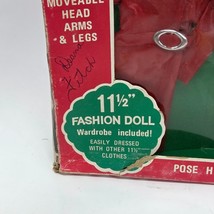 MOVEABLE
HEAD
ARMS
& LEGS
11½"
FASHION DOLL
Wardrobe included!
EASILY DRESSED
WITH OTHER 11½
CLOTHES
POSE, H